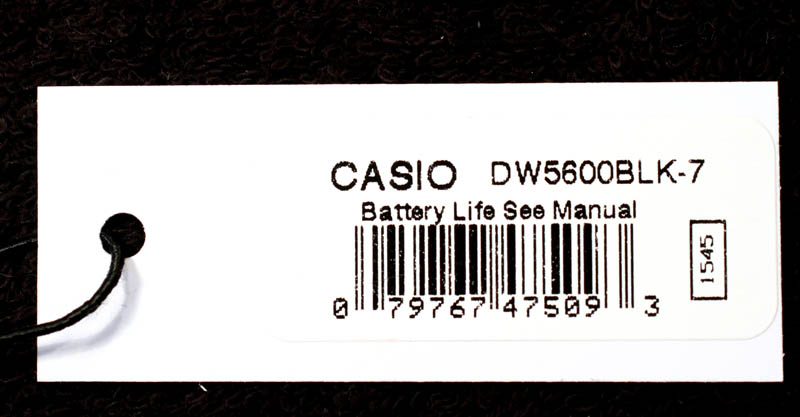 CASIO DW5600BLK-7
Battery Life See Manual
1545
0 79767 47509 3